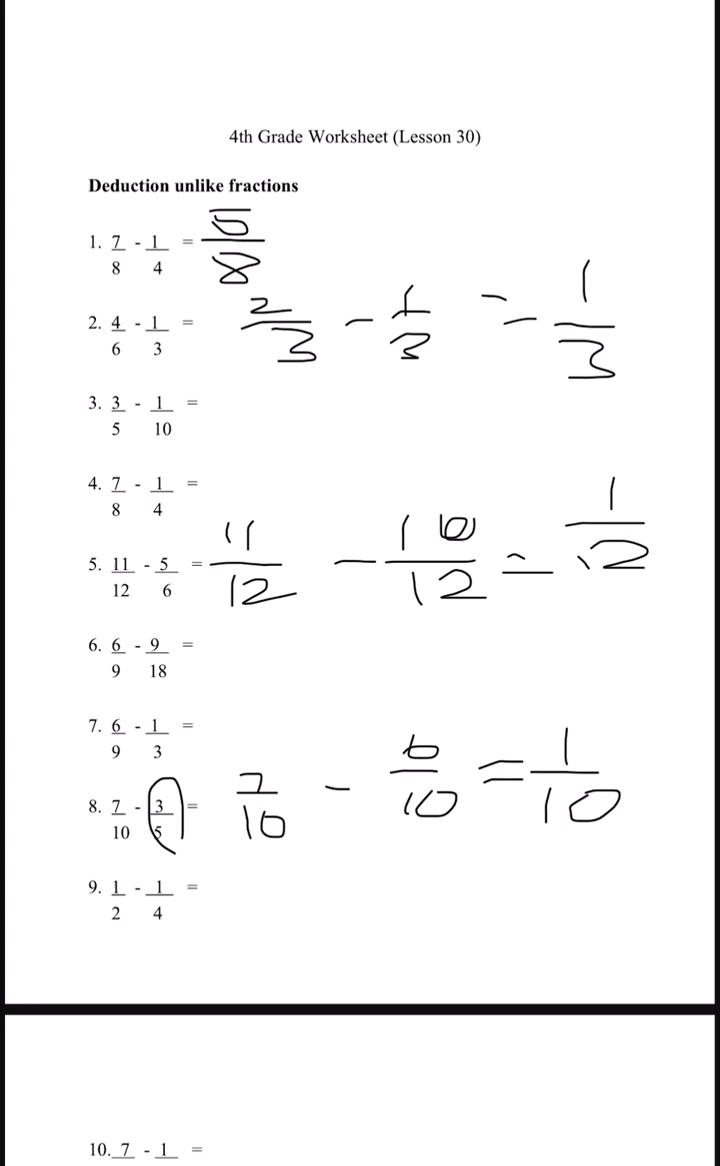 4th Grade Worksheet (Lesson 30)
Deduction unlike fractions
1. 7/8 - 1/4 = 5/8
2. 4/6 - 1/3 = 2/3 - 1/3 = 1/3
3. 3/5 - 1/10 =
4. 7/8 - 1/4 =
5. 11/12 - 5/6 = 11/12 - 10/12 = 1/12
6. 6/9 - 9/18 =
7. 6/9 - 1/3 =
8. 7/10 - 3/5 = 7/10 - 6/10 = 1/10
9. 1/2 - 1/4 =
10. 7 - 1 =